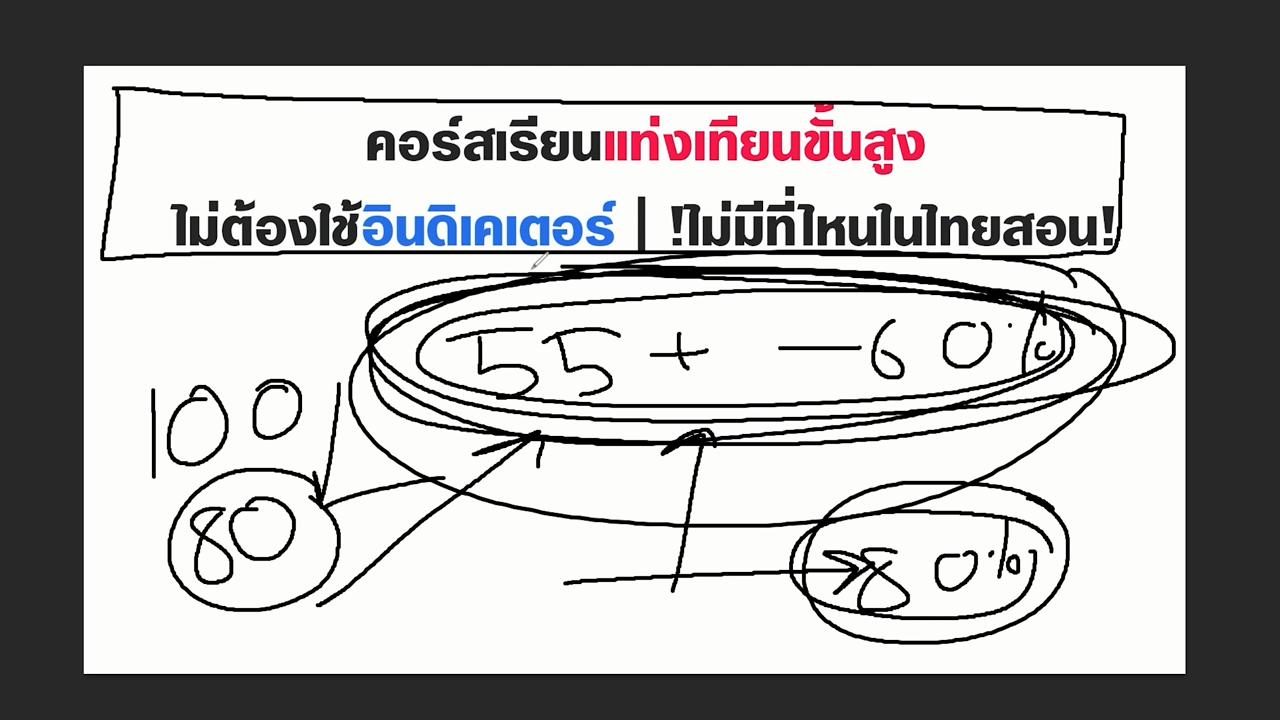 คอร์สเรียนแท่งเทียนขั้นสูง
ไม่ต้องใช้อินดิเคเตอร์ | !ไม่มีที่ไหนในไทยสอน!
55 + — 60%
100
80
80%